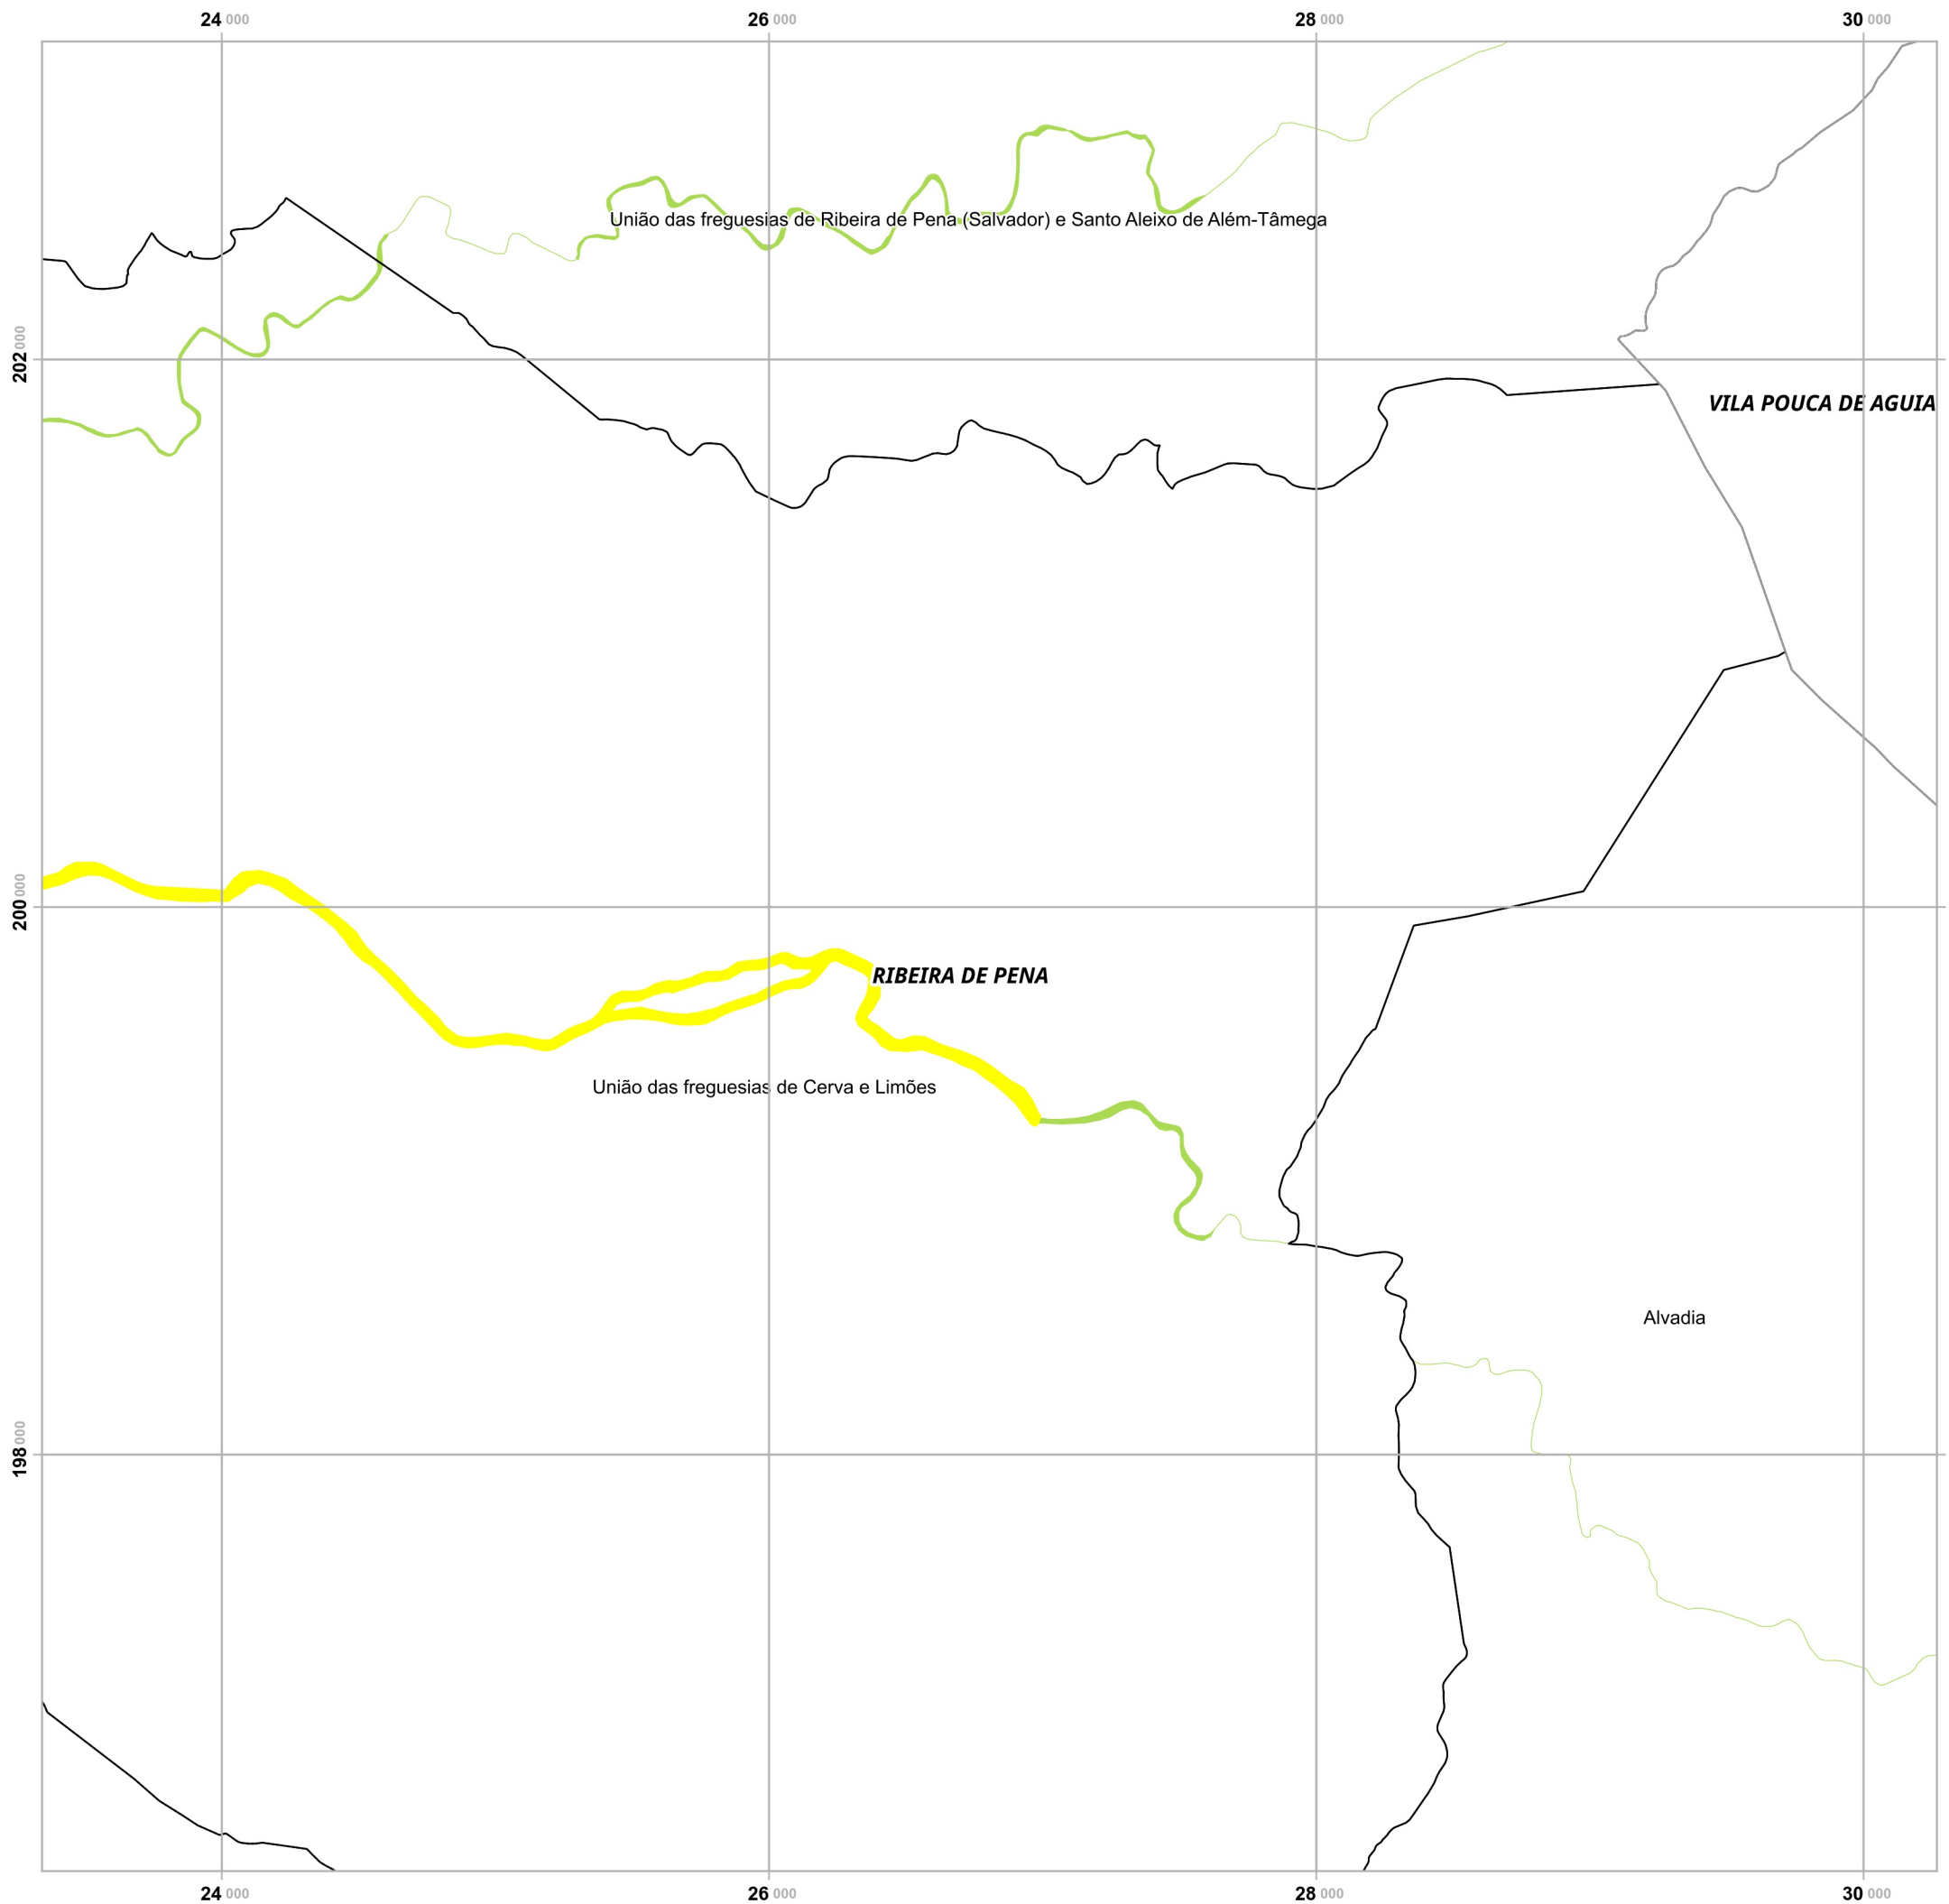 24 000
26 000
28 000
30 000
União das freguesias de Ribeira de Pena (Salvador) e Santo Aleixo de Além-Tâmega
202 000
VILA POUCA DE AGUIA
200 000
RIBEIRA DE PENA
União das freguesias de Cerva e Limões
Alvadia
198 000
24 000
26 000
28 000
30 000